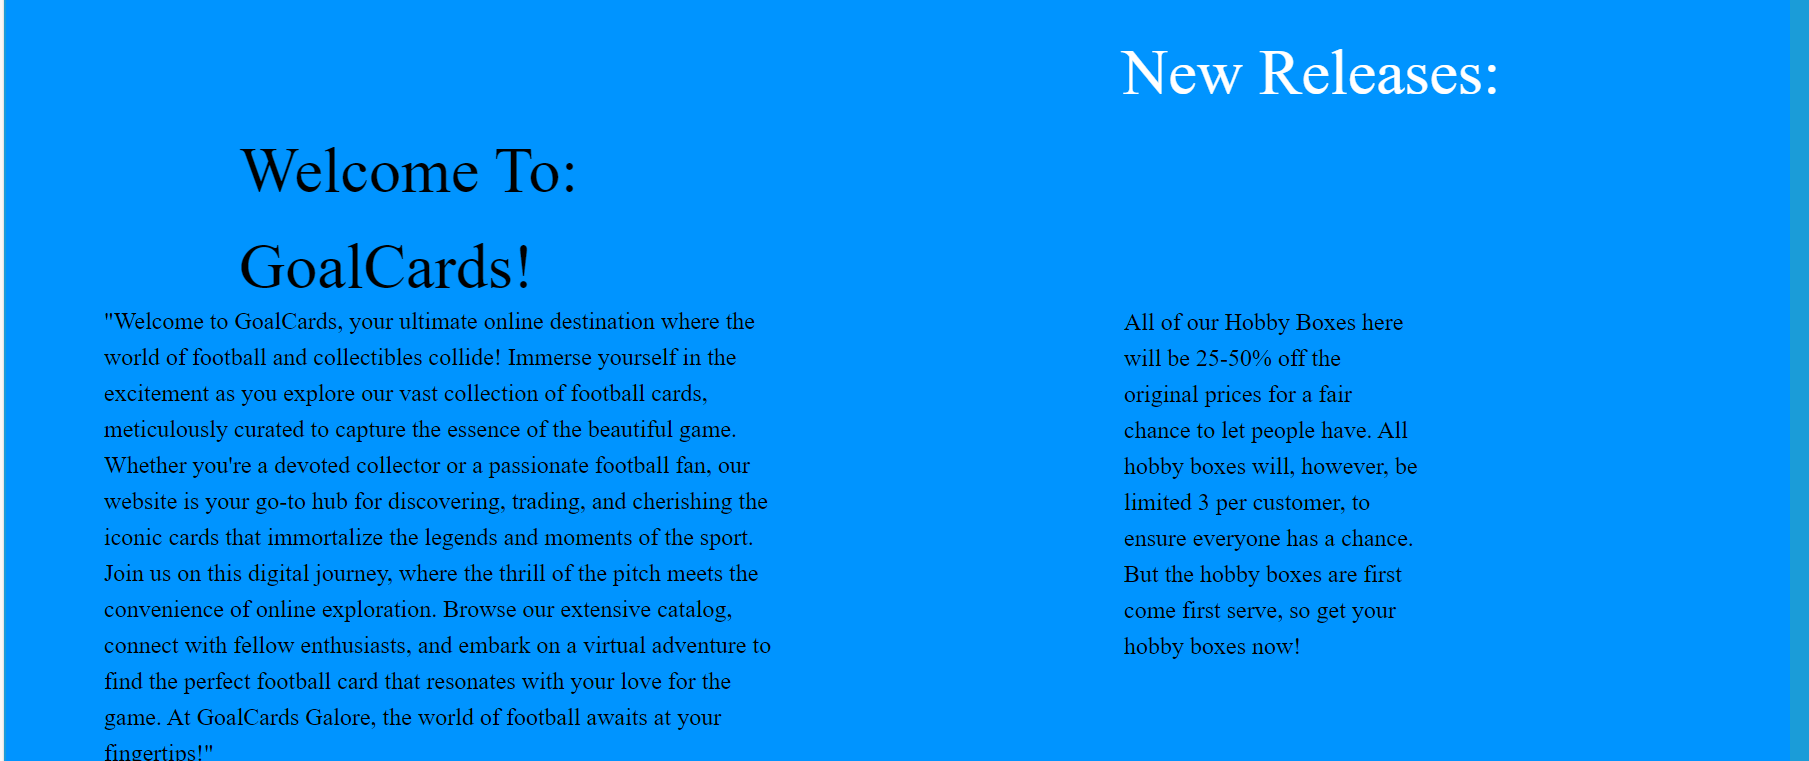 New Releases:
Welcome To:
GoalCards!
"Welcome to GoalCards, your ultimate online destination where the
world of football and collectibles collide! Immerse yourself in the
excitement as you explore our vast collection of football cards,
meticulously curated to capture the essence of the beautiful game.
Whether you're a devoted collector or a passionate football fan, our
website is your go-to hub for discovering, trading, and cherishing the
iconic cards that immortalize the legends and moments of the sport.
Join us on this digital journey, where the thrill of the pitch meets the
convenience of online exploration. Browse our extensive catalog,
connect with fellow enthusiasts, and embark on a virtual adventure to
find the perfect football card that resonates with your love for the
game. At GoalCards Galore, the world of football awaits at your
fingertips!"
All of our Hobby Boxes here
will be 25-50% off the
original prices for a fair
chance to let people have. All
hobby boxes will, however, be
limited 3 per customer, to
ensure everyone has a chance.
But the hobby boxes are first
come first serve, so get your
hobby boxes now!